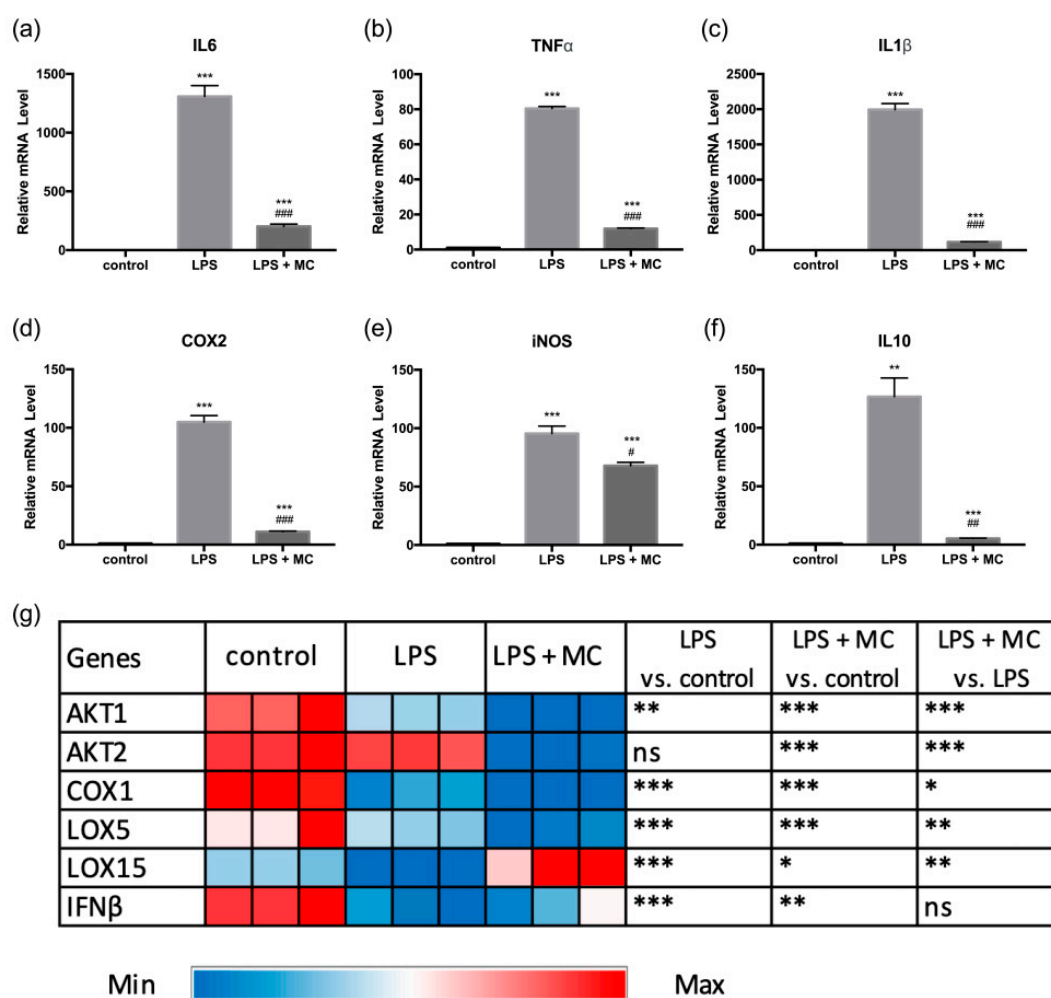 (a)
IL6
Relative mRNA Level
1500
1000
500
0
***
***
###
control LPS LPS + MC
(b)
TNFα
Relative mRNA Level
80
60
40
20
0
***
***
###
control LPS LPS + MC
(c)
IL1β
Relative mRNA Level
2500
2000
1500
1000
500
0
***
***
###
control LPS LPS + MC
(d)
COX2
Relative mRNA Level
150
100
50
0
***
***
###
control LPS LPS + MC
(e)
iNOS
Relative mRNA Level
150
100
50
0
***
***
#
control LPS LPS + MC
(f)
IL10
Relative mRNA Level
150
100
50
0
**
***
##
control LPS LPS + MC
(g)
Genes control LPS LPS + MC LPS vs. control LPS + MC vs. control LPS + MC vs. LPS
AKT1 ** *** ***
AKT2 ns *** ***
COX1 *** *** *
LOX5 *** *** **
LOX15 *** * **
IFNβ *** ** ns
Min Max